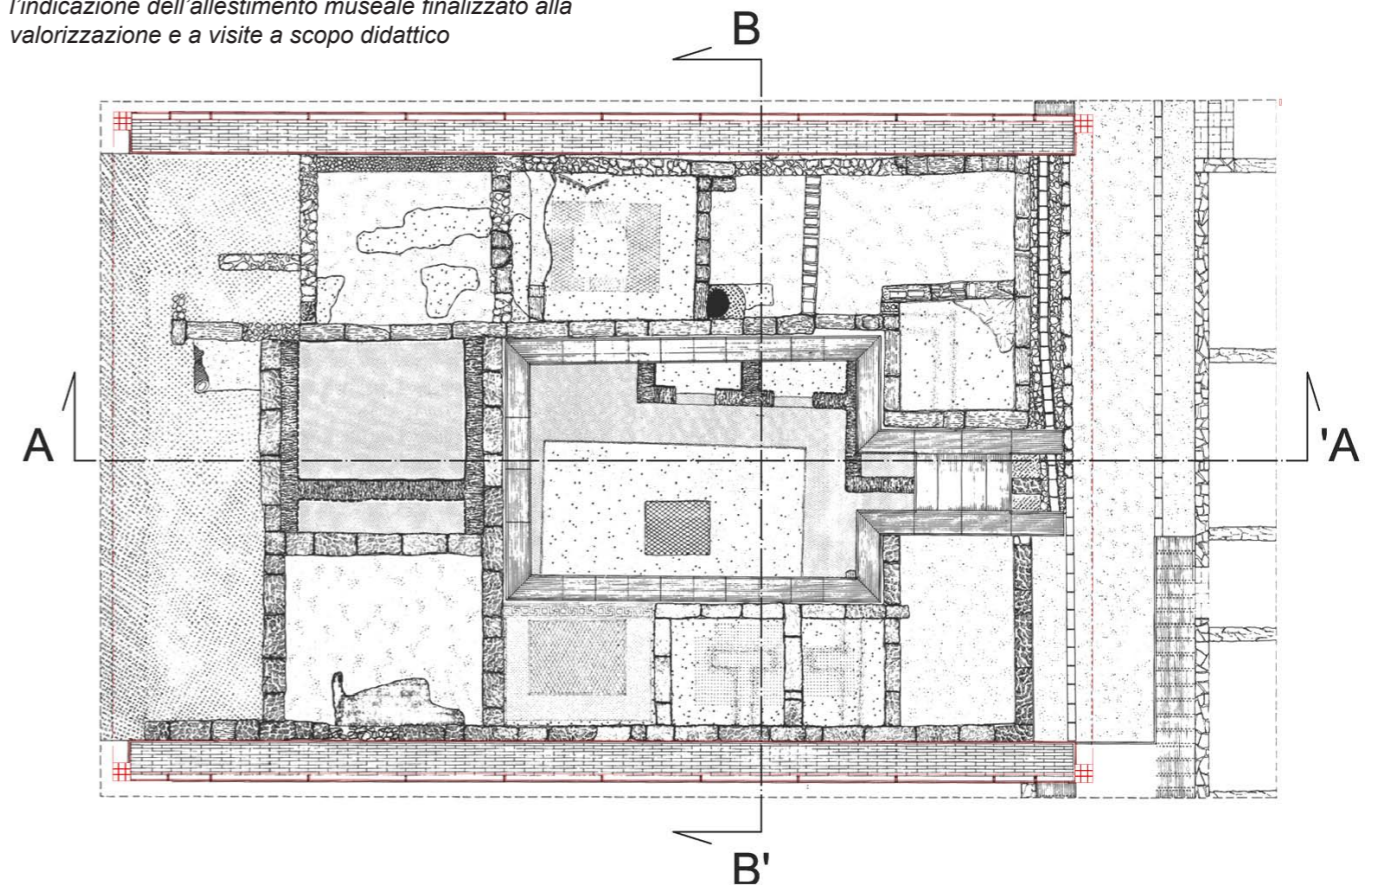 l'indicazione dell'allestimento museale finalizzato alla
valorizzazione e a visite a scopo didattico
B
A
'A
B'